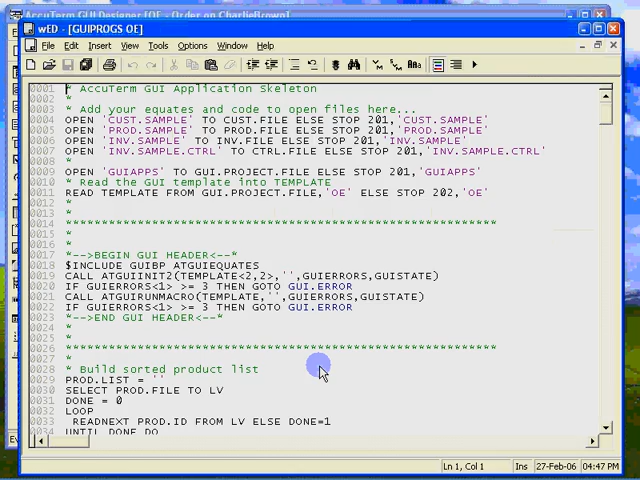 AccuTerm GUI Designer [OE - Order on CharlieBrown]
wED - [GUIPROGS OE]
File Edit Insert View Tools Options Window Help
0001 * AccuTerm GUI Application Skeleton
0002 *
0003 * Add your equates and code to open files here...
0004 OPEN 'CUST.SAMPLE' TO CUST.FILE ELSE STOP 201,'CUST.SAMPLE'
0005 OPEN 'PROD.SAMPLE' TO PROD.FILE ELSE STOP 201,'PROD.SAMPLE'
0006 OPEN 'INV.SAMPLE' TO INV.FILE ELSE STOP 201,'INV.SAMPLE'
0007 OPEN 'INV.SAMPLE.CTRL' TO CTRL.FILE ELSE STOP 201,'INV.SAMPLE.CTRL'
0008 *
0009 OPEN 'GUIAPPS' TO GUI.PROJECT.FILE ELSE STOP 201,'GUIAPPS'
0010 * Read the GUI template into TEMPLATE
0011 READ TEMPLATE FROM GUI.PROJECT.FILE,'OE' ELSE STOP 202,'OE'
0012 *
0013 *
0014 ************************************************************
0015 *
0016 *
0017 *-->BEGIN GUI HEADER<--*
0018 $INCLUDE GUIBP ATGUIEQUATES
0019 CALL ATGUIINIT2(TEMPLATE<2,2>,'',GUIERRORS,GUISTATE)
0020 IF GUIERRORS<1> >= 3 THEN GOTO GUI.ERROR
0021 CALL ATGUIRUNMACRO(TEMPLATE,'',GUIERRORS,GUISTATE)
0022 IF GUIERRORS<1> >= 3 THEN GOTO GUI.ERROR
0023 *-->END GUI HEADER<--*
0024 *
0025 *
0026 ************************************************************
0027 *
0028 * Build sorted product list
0029 PROD.LIST = ''
0030 SELECT PROD.FILE TO LV
0031 DONE = 0
0032 LOOP
0033 READNEXT PROD.ID FROM LV ELSE DONE=1
0034 UNTIL DONE DO
Ln 1, Col 1 Ins 27-Feb-06 04:47 PM